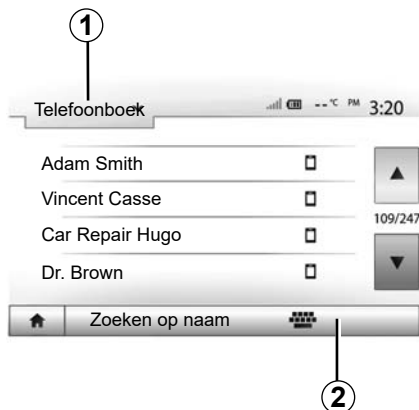 1
Telefoonboek
--°C PM 3:20
Adam Smith
Vincent Casse
Car Repair Hugo
109/247
Dr. Brown
Zoeken op naam
2